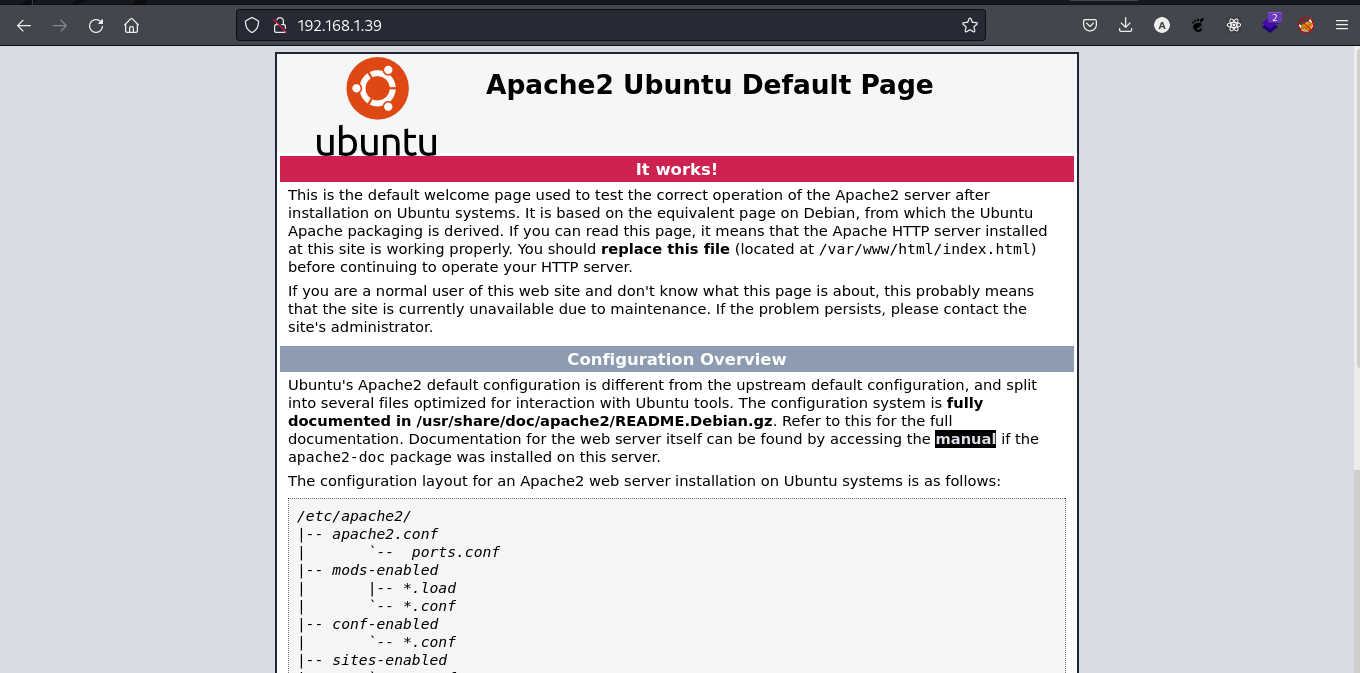 192.168.1.39
A
2
ubuntu
Apache2 Ubuntu Default Page
It works!
This is the default welcome page used to test the correct operation of the Apache2 server after
installation on Ubuntu systems. It is based on the equivalent page on Debian, from which the Ubuntu
Apache packaging is derived. If you can read this page, it means that the Apache HTTP server installed
at this site is working properly. You should replace this file (located at /var/www/html/index.html)
before continuing to operate your HTTP server.
If you are a normal user of this web site and don't know what this page is about, this probably means
that the site is currently unavailable due to maintenance. If the problem persists, please contact the
site's administrator.
Configuration Overview
Ubuntu's Apache2 default configuration is different from the upstream default configuration, and split
into several files optimized for interaction with Ubuntu tools. The configuration system is fully
documented in /usr/share/doc/apache2/README.Debian.gz. Refer to this for the full
documentation. Documentation for the web server itself can be found by accessing the manual if the
apache2-doc package was installed on this server.
The configuration layout for an Apache2 web server installation on Ubuntu systems is as follows:
/etc/apache2/
|-- apache2.conf
|       `--  ports.conf
|-- mods-enabled
|       |-- *.load
|       `-- *.conf
|-- conf-enabled
|       `-- *.conf
|-- sites-enabled